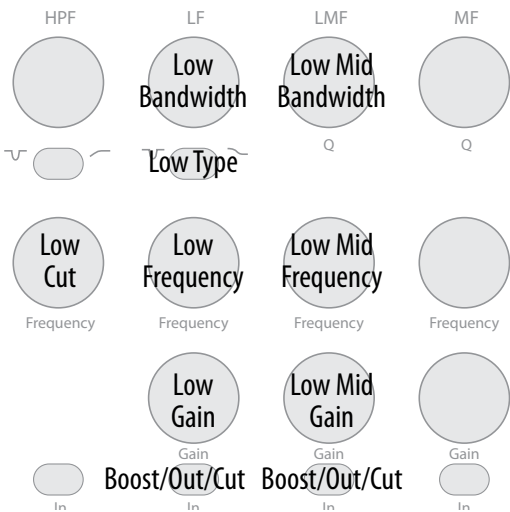 HPF LF LMF MF
Low Bandwidth
Low Mid Bandwidth
Q Q
Low Type
Low Cut
Low Frequency
Low Mid Frequency
Frequency Frequency Frequency Frequency
Low Gain
Low Mid Gain
Gain Gain Gain
Boost/Out/Cut Boost/Out/Cut
In In In In